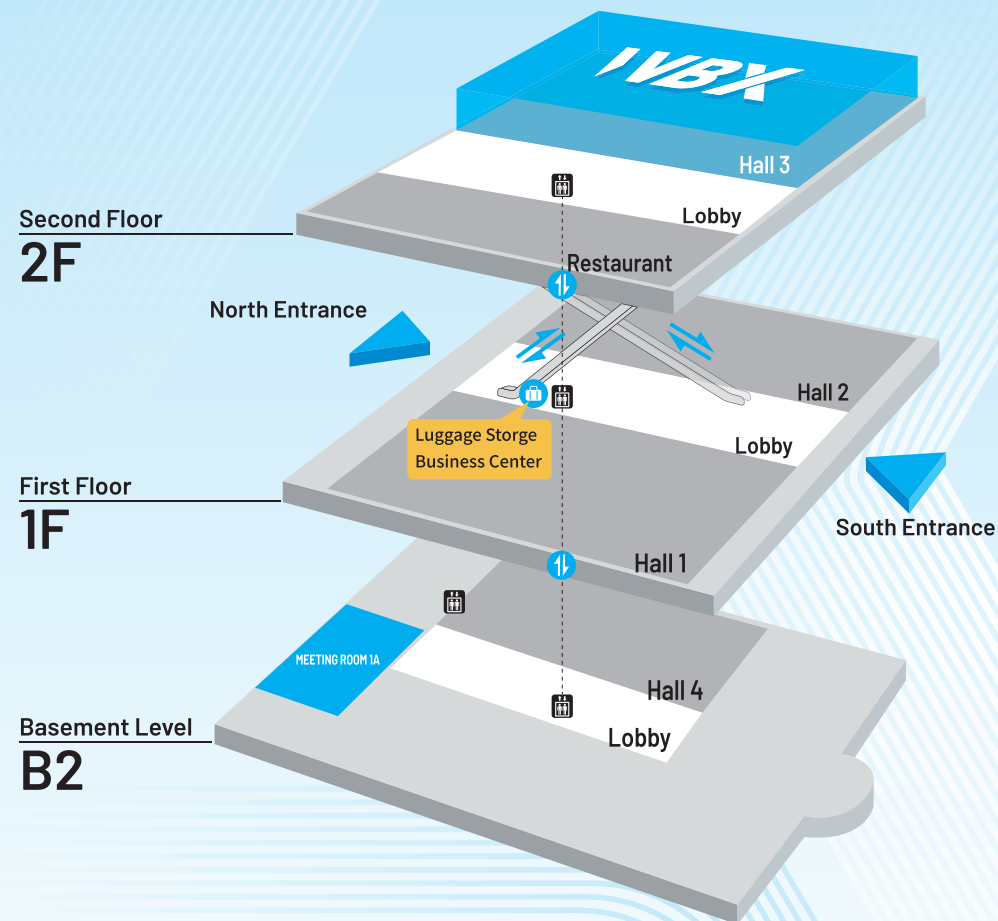 IVBX
Hall 3
Lobby
Second Floor
2F
Restaurant
North Entrance
Hall 2
Luggage Storge
Business Center
Lobby
First Floor
1F
South Entrance
Hall 1
MEETING ROOM 1A
Hall 4
Basement Level
Lobby
B2